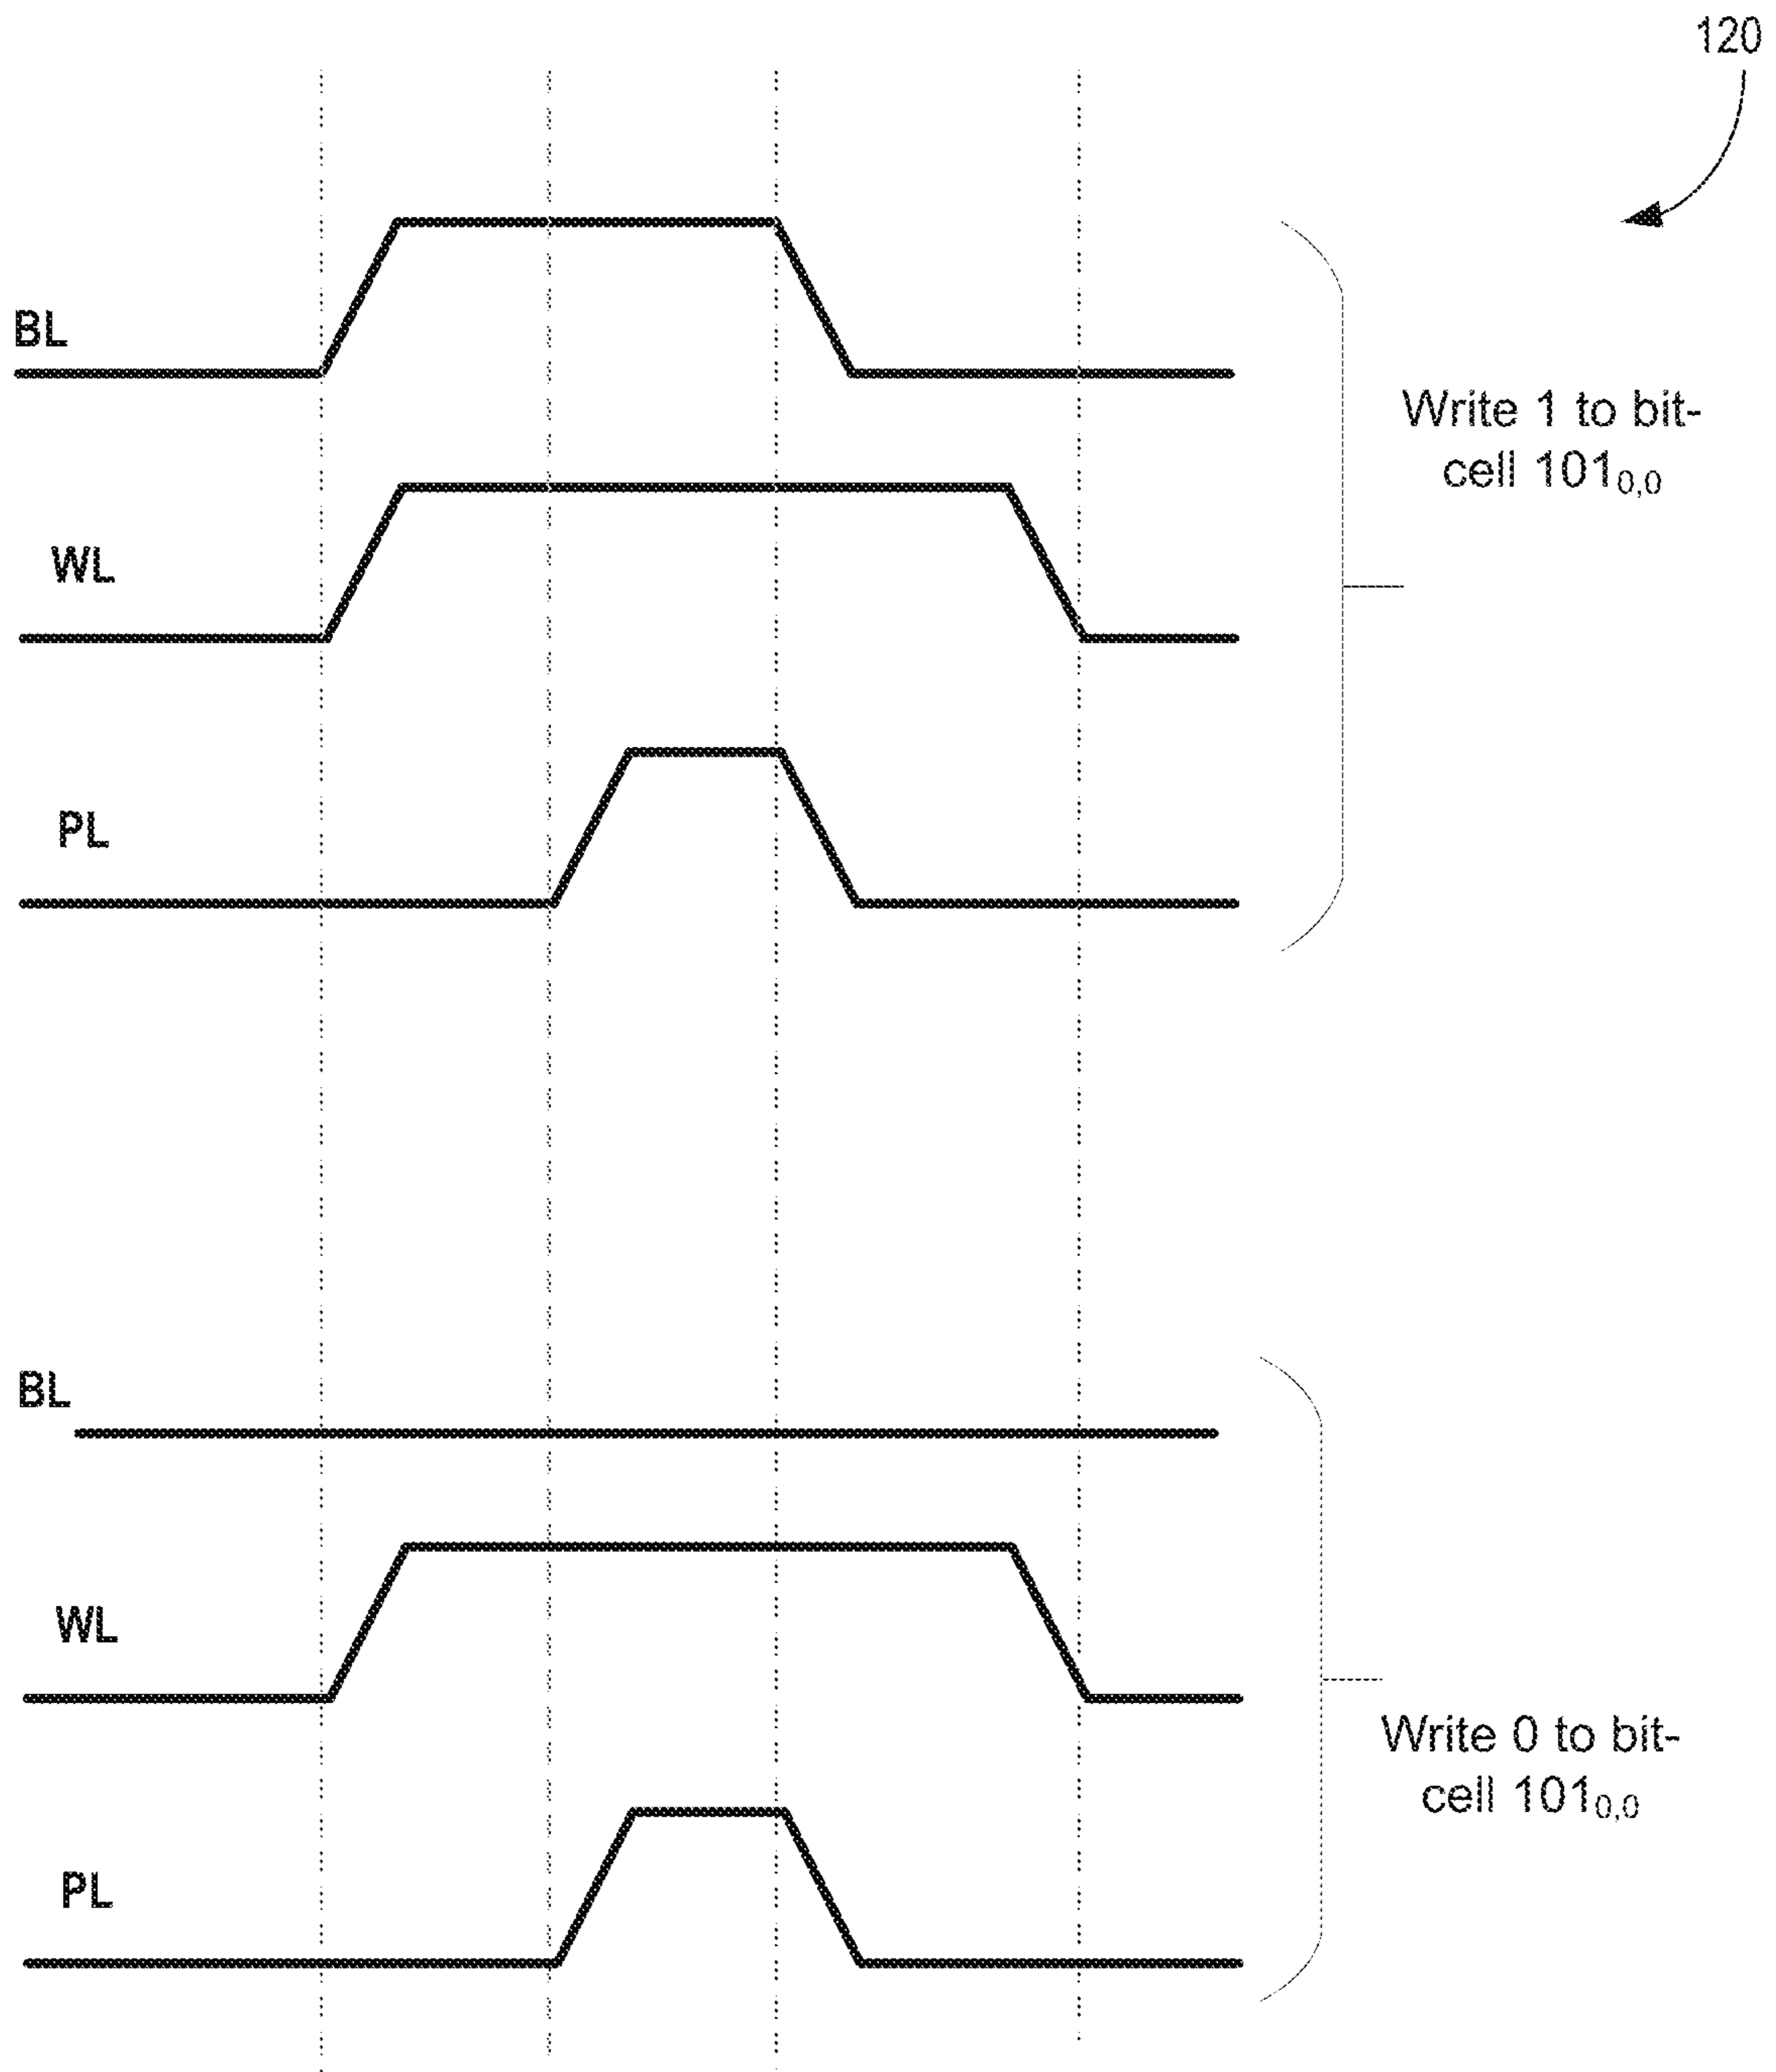 120
BL
WL
PL
Write 1 to bit-
cell 101₀,₀
BL
WL
PL
Write 0 to bit-
cell 101₀,₀